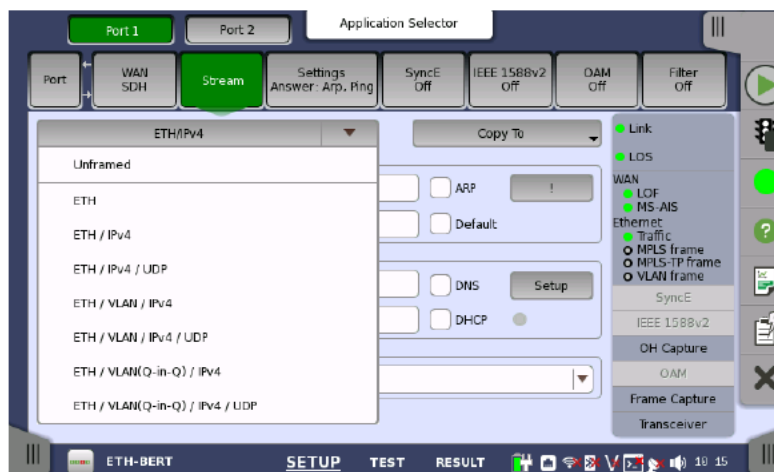 Application Selector
Port 1
Port 2
Port
WAN
SDH
Stream
Settings
Answer: Arp, Ping
SyncE
Off
IEEE 1588v2
Off
OAM
Off
Filter
Off
ETH/IPv4
Copy To
Unframed
ETH
ETH / IPv4
ETH / IPv4 / UDP
ETH / VLAN / IPv4
ETH / VLAN / IPv4 / UDP
ETH / VLAN(Q-in-Q) / IPv4
ETH / VLAN(Q-in-Q) / IPv4 / UDP
ARP
!
Default
DNS
Setup
DHCP
Link
LOS
WAN
LOF
MS-AIS
Ethernet
Traffic
MPLS frame
MPLS-TP frame
VLAN frame
SyncE
IEEE 1588v2
OH Capture
OAM
Frame Capture
Transceiver
?
ETH-BERT
SETUP
TEST
RESULT
10 15